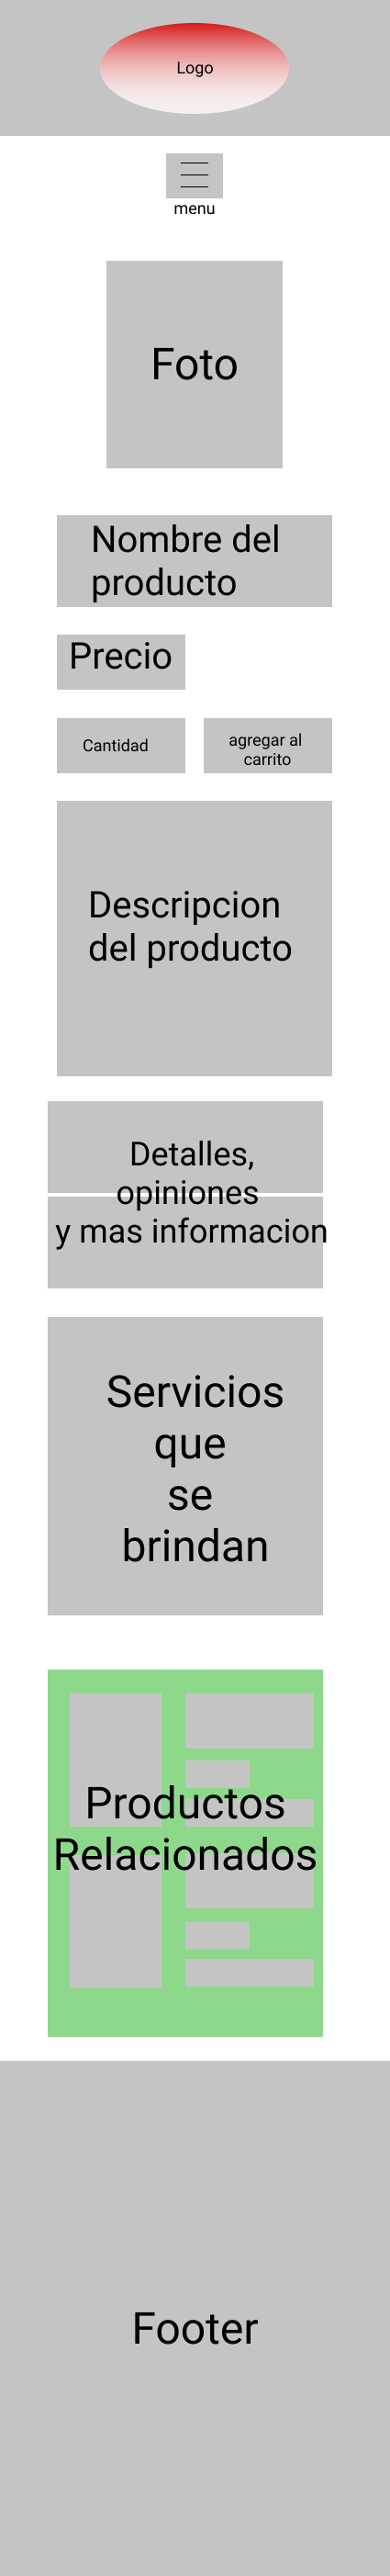 Logo
menu
Foto
Nombre del
producto
Precio
Cantidad
agregar al
carrito
Descripcion
del producto
Detalles,
opiniones
y mas informacion
Servicios
que
se
brindan
Productos
Relacionados
Footer